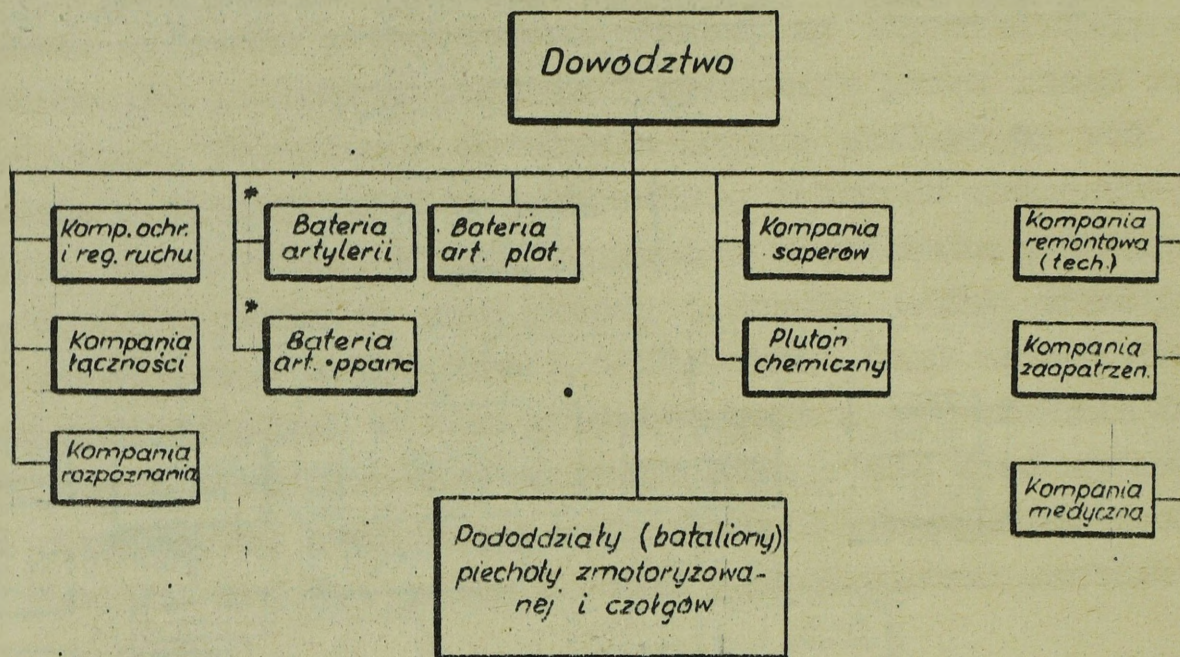 Dowództwo
Komp. ochr.
i reg. ruchu
*
Bateria
artylerii
Bateria
art. plot.
Kompania
saperów
Kompania
remontowa
(tech.)
Kompania
łączności
*
Bateria
art. ppanc
Pluton
chemiczny
Kompania
zaopatrzen.
Kompania
rozpoznania
Kompania
medyczna
Pododdziały (bataliony)
piechoty zmotoryzowa-
nej i czołgów